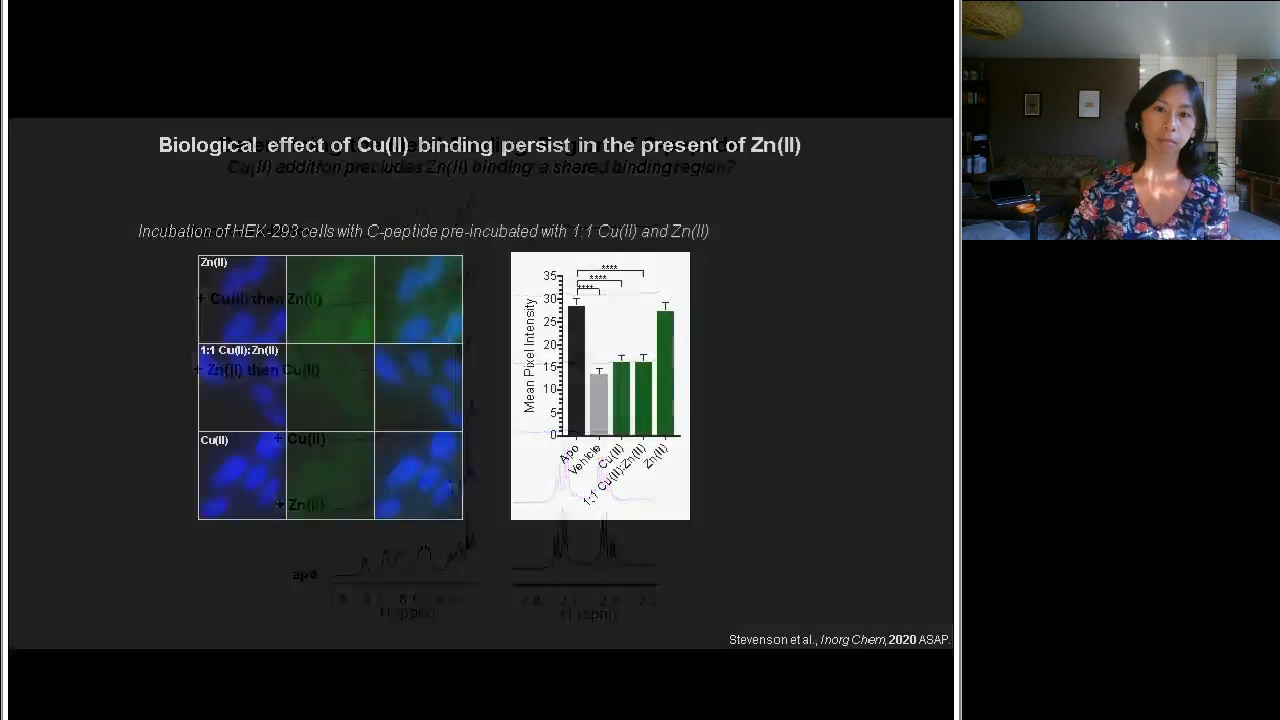 Biological effect of Cu(II) binding persist in the present of Zn(II)
Cu(II) addition precludes Zn(II) binding a shared binding region?
Incubation of HEK-293 cells with C-peptide pre-incubated with 1:1 Cu(II) and Zn(II)
Zn(II)
+ Cu(II) then Zn(II)
1:1 Cu(II):Zn(II)
+ Zn(II) then Cu(II)
Cu(II)
+ Cu(II)
+ Zn(II)
apo
**** 
****
****
Mean Pixel Intensity
35
30
25
20
15
10
5
0
Apo
Vehicle
Cu(II)
1:1 Cu(II):Zn(II)
Zn(II)
Stevenson et al., Inorg Chem, 2020 ASAP.